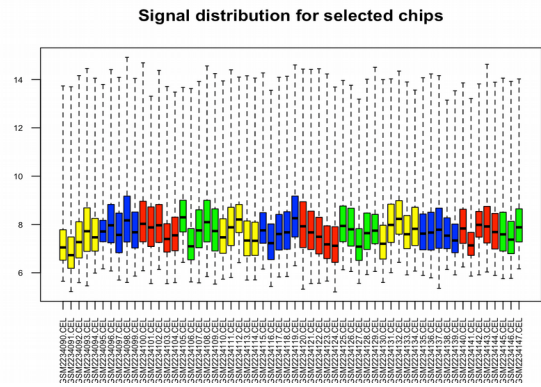 Signal distribution for selected chips
14
12
10
8
6
GSM2234090.CEL
GSM2234091.CEL
GSM2234092.CEL
GSM2234093.CEL
GSM2234094.CEL
GSM2234095.CEL
GSM2234096.CEL
GSM2234097.CEL
GSM2234098.CEL
GSM2234099.CEL
GSM2234100.CEL
GSM2234101.CEL
GSM2234102.CEL
GSM2234103.CEL
GSM2234104.CEL
GSM2234105.CEL
GSM2234106.CEL
GSM2234107.CEL
GSM2234108.CEL
GSM2234109.CEL
GSM2234110.CEL
GSM2234111.CEL
GSM2234112.CEL
GSM2234113.CEL
GSM2234114.CEL
GSM2234115.CEL
GSM2234116.CEL
GSM2234117.CEL
GSM2234118.CEL
GSM2234119.CEL
GSM2234120.CEL
GSM2234121.CEL
GSM2234122.CEL
GSM2234123.CEL
GSM2234124.CEL
GSM2234125.CEL
GSM2234126.CEL
GSM2234127.CEL
GSM2234128.CEL
GSM2234129.CEL
GSM2234130.CEL
GSM2234131.CEL
GSM2234132.CEL
GSM2234133.CEL
GSM2234134.CEL
GSM2234135.CEL
GSM2234136.CEL
GSM2234137.CEL
GSM2234138.CEL
GSM2234139.CEL
GSM2234140.CEL
GSM2234141.CEL
GSM2234142.CEL
GSM2234143.CEL
GSM2234144.CEL
GSM2234145.CEL
GSM2234146.CEL
GSM2234147.CEL